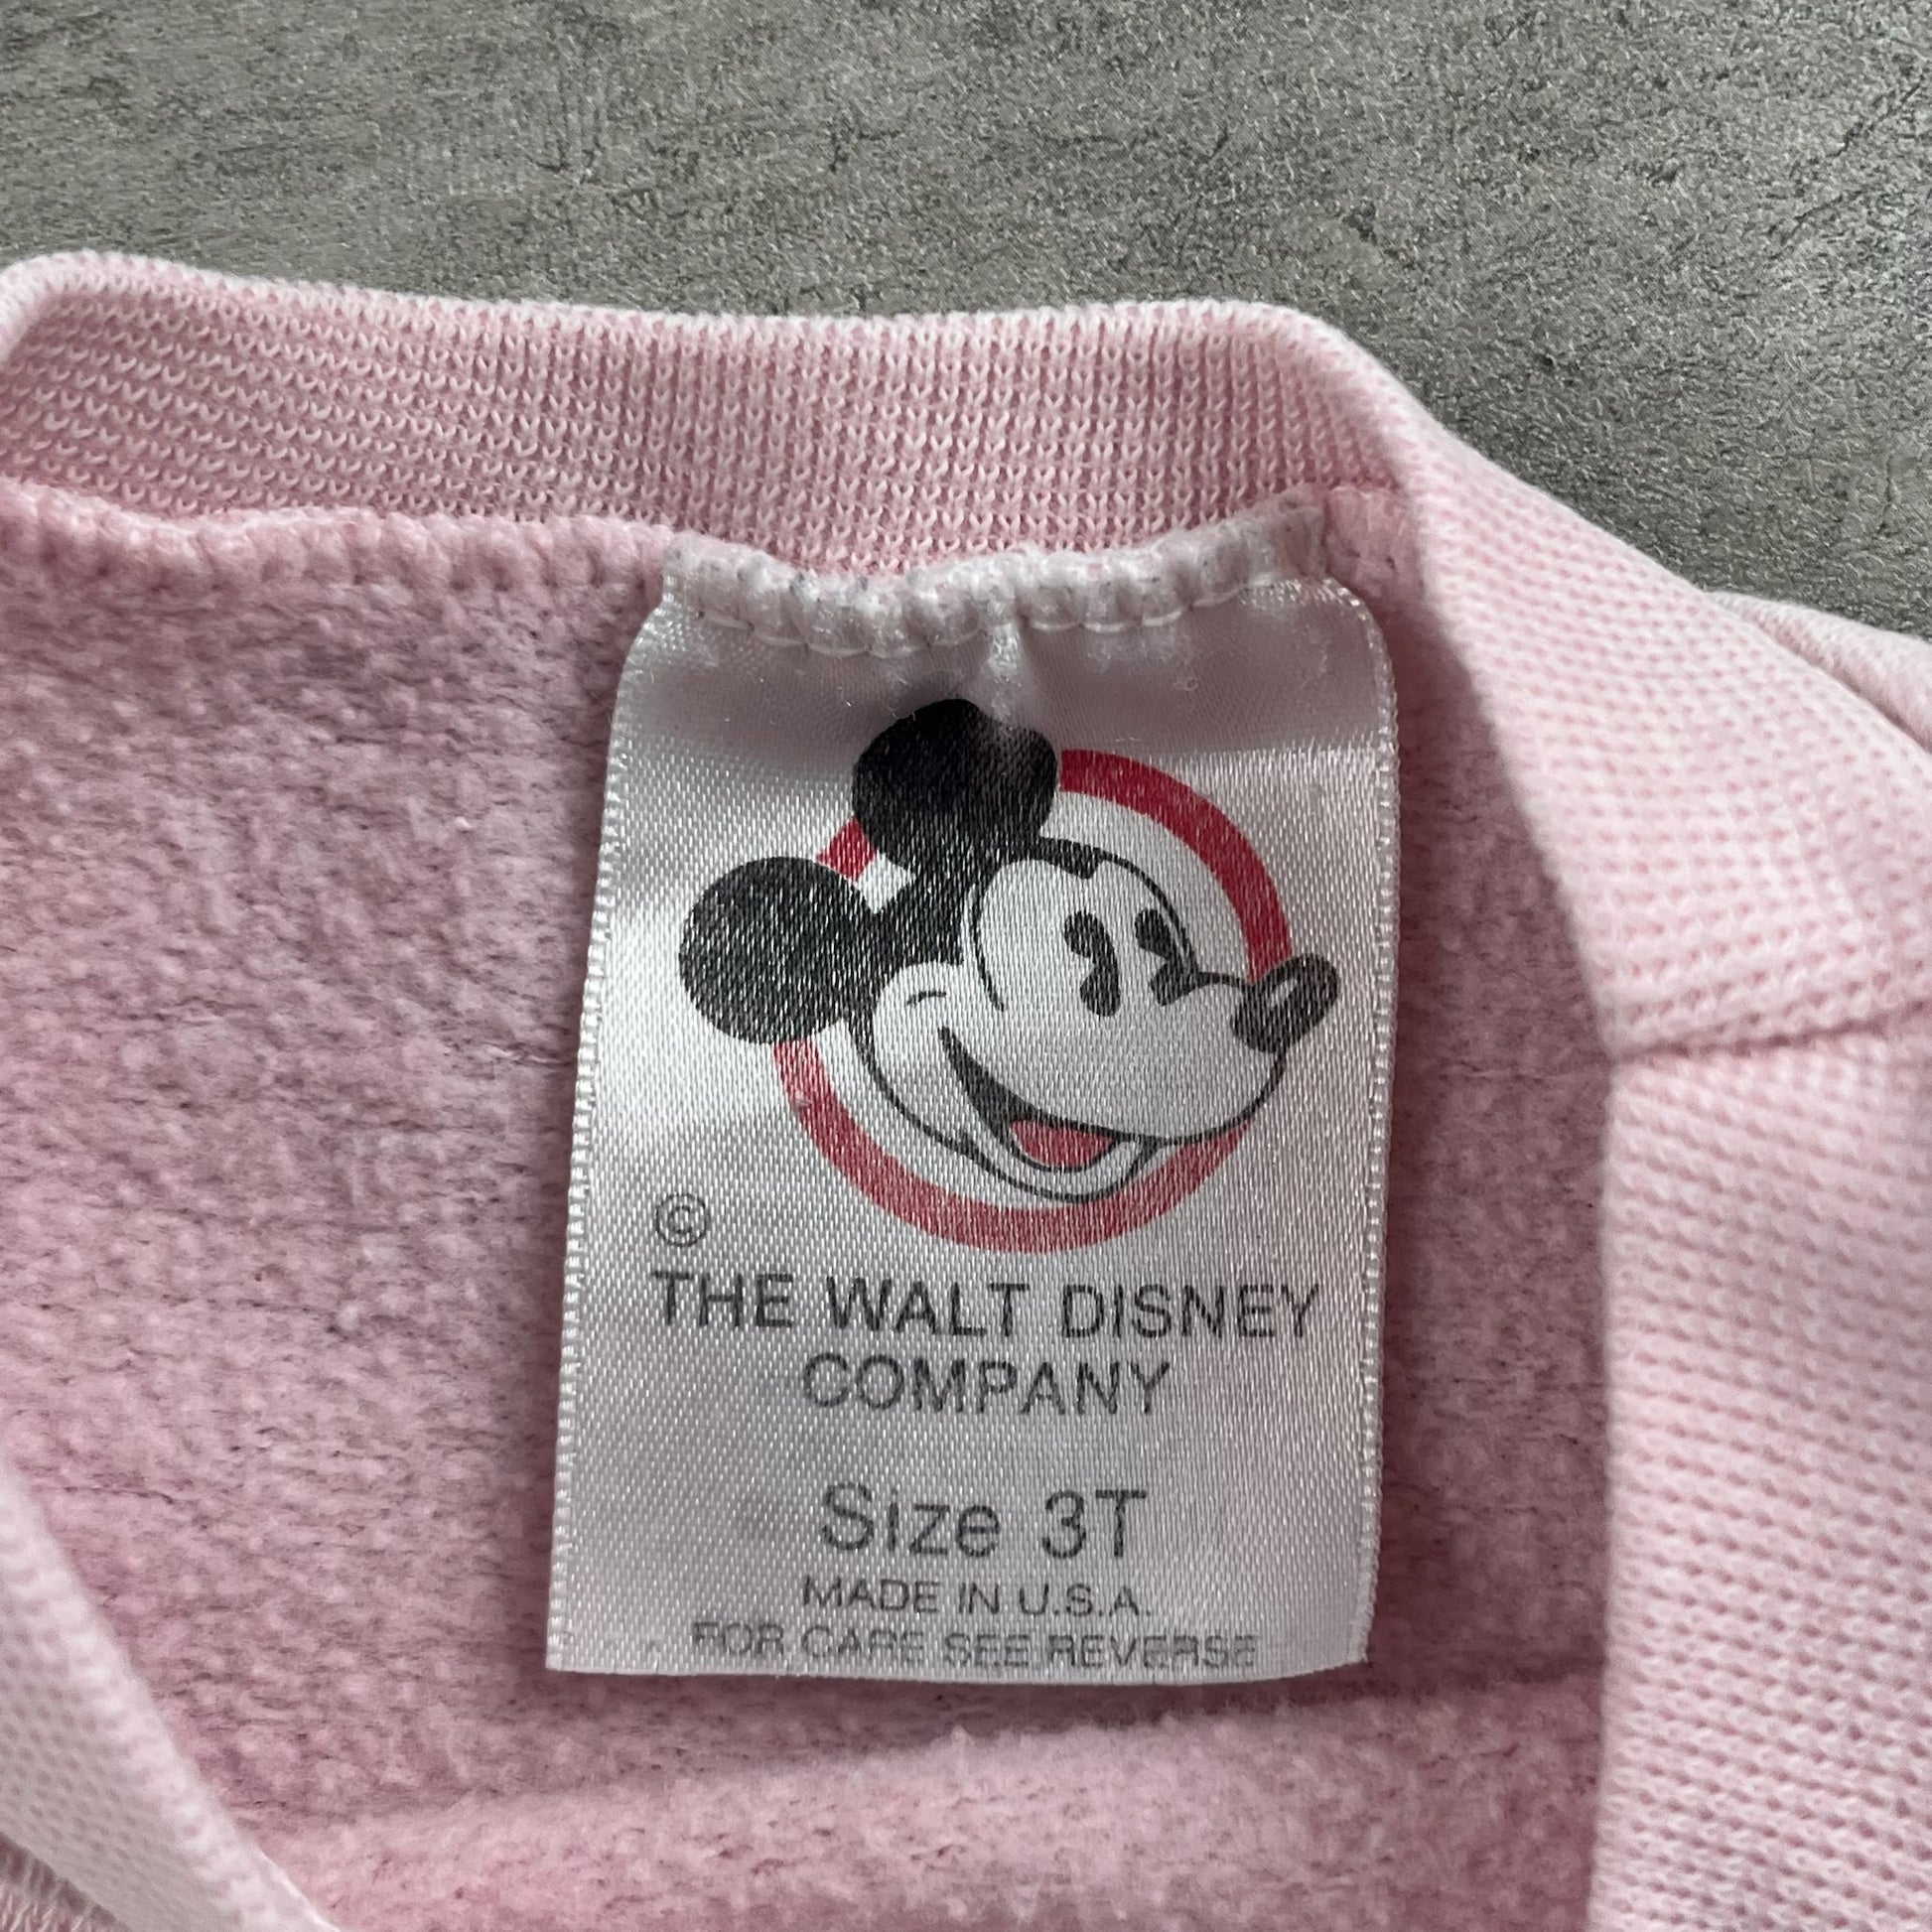 ©
THE WALT DISNEY
COMPANY
Size 3T
MADE IN U.S.A.
FOR CARE SEE REVERSE